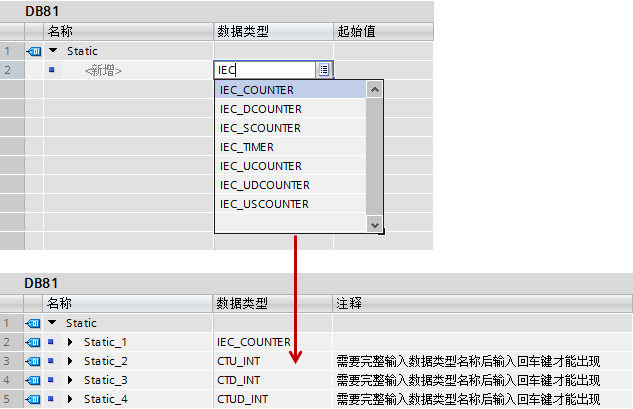 DB81
名称 数据类型 起始值
1 Static
2 <新增> IEC
IEC_COUNTER
IEC_DCOUNTER
IEC_SCOUNTER
IEC_TIMER
IEC_UCOUNTER
IEC_UDCOUNTER
IEC_USCOUNTER
DB81
名称 数据类型 注释
1 Static
2 Static_1 IEC_COUNTER
3 Static_2 CTU_INT 需要完整输入数据类型名称后输入回车键才能出现
4 Static_3 CTD_INT 需要完整输入数据类型名称后输入回车键才能出现
5 Static_4 CTUD_INT 需要完整输入数据类型名称后输入回车键才能出现